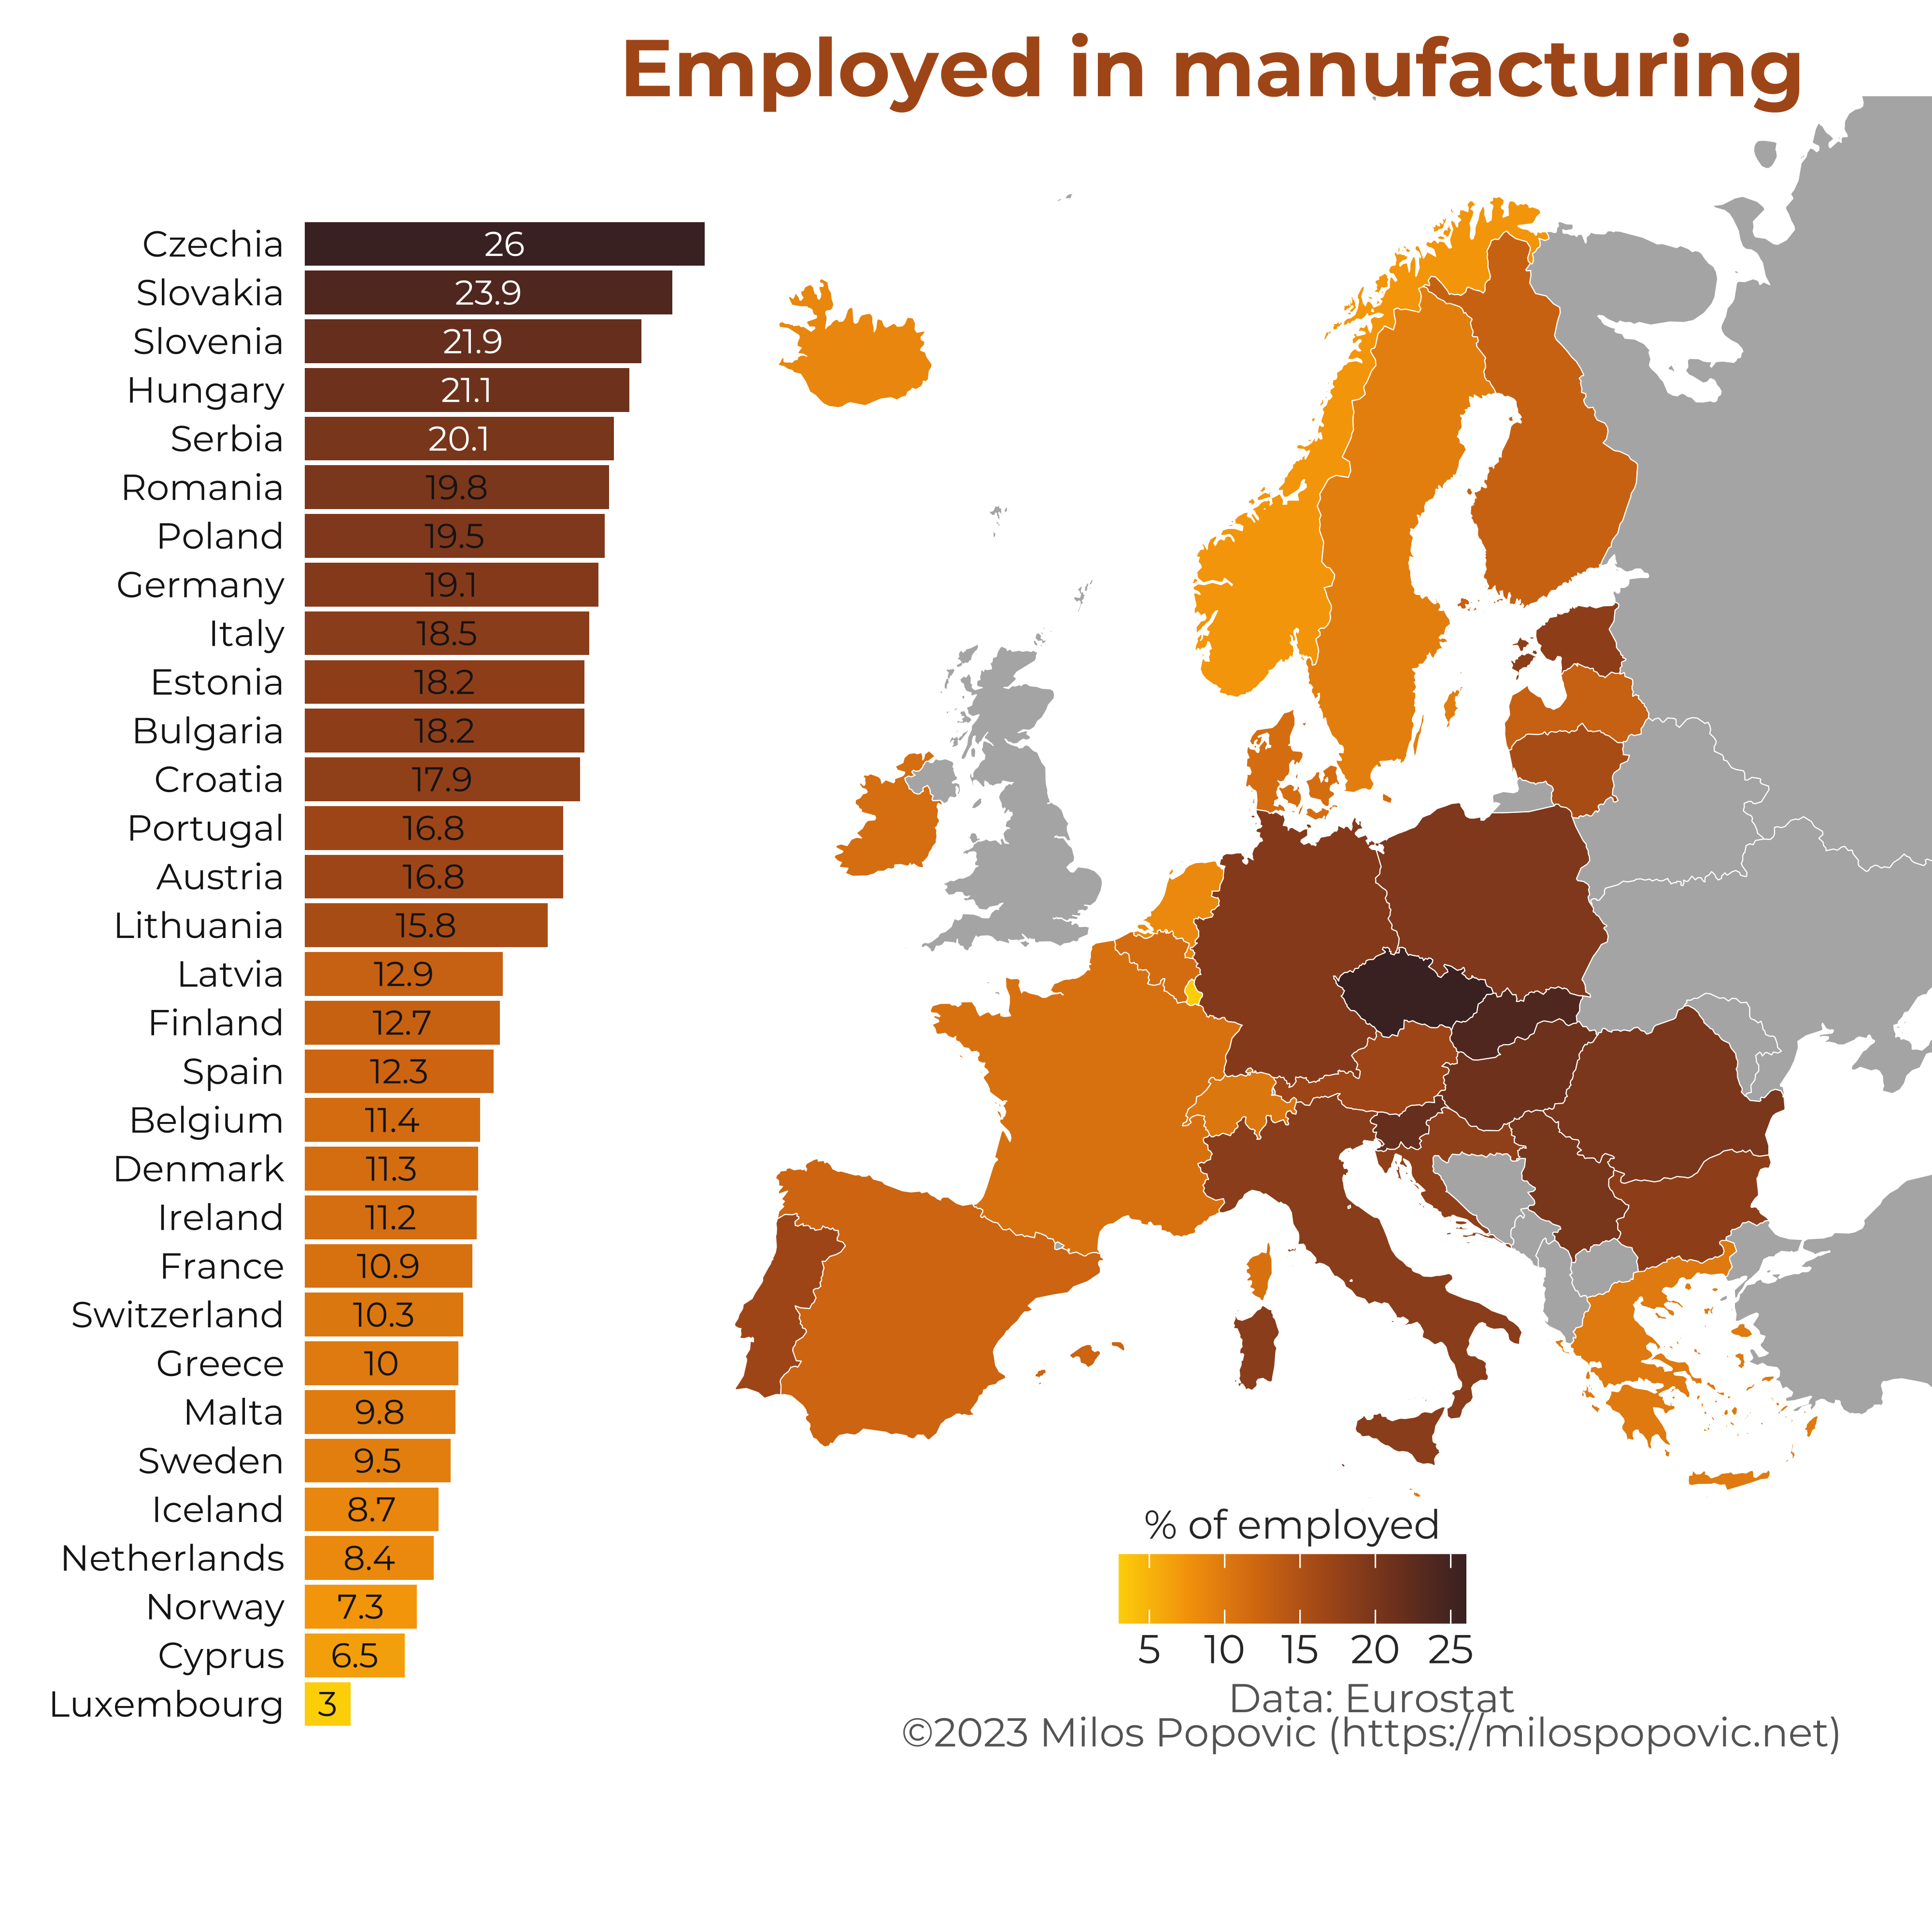 Employed in manufacturing
Czechia 26
Slovakia 23.9
Slovenia 21.9
Hungary 21.1
Serbia 20.1
Romania 19.8
Poland 19.5
Germany 19.1
Italy 18.5
Estonia 18.2
Bulgaria 18.2
Croatia 17.9
Portugal 16.8
Austria 16.8
Lithuania 15.8
Latvia 12.9
Finland 12.7
Spain 12.3
Belgium 11.4
Denmark 11.3
Ireland 11.2
France 10.9
Switzerland 10.3
Greece 10
Malta 9.8
Sweden 9.5
Iceland 8.7
Netherlands 8.4
Norway 7.3
Cyprus 6.5
Luxembourg 3
% of employed
5 10 15 20 25
Data: Eurostat
©2023 Milos Popovic (https://milospopovic.net)